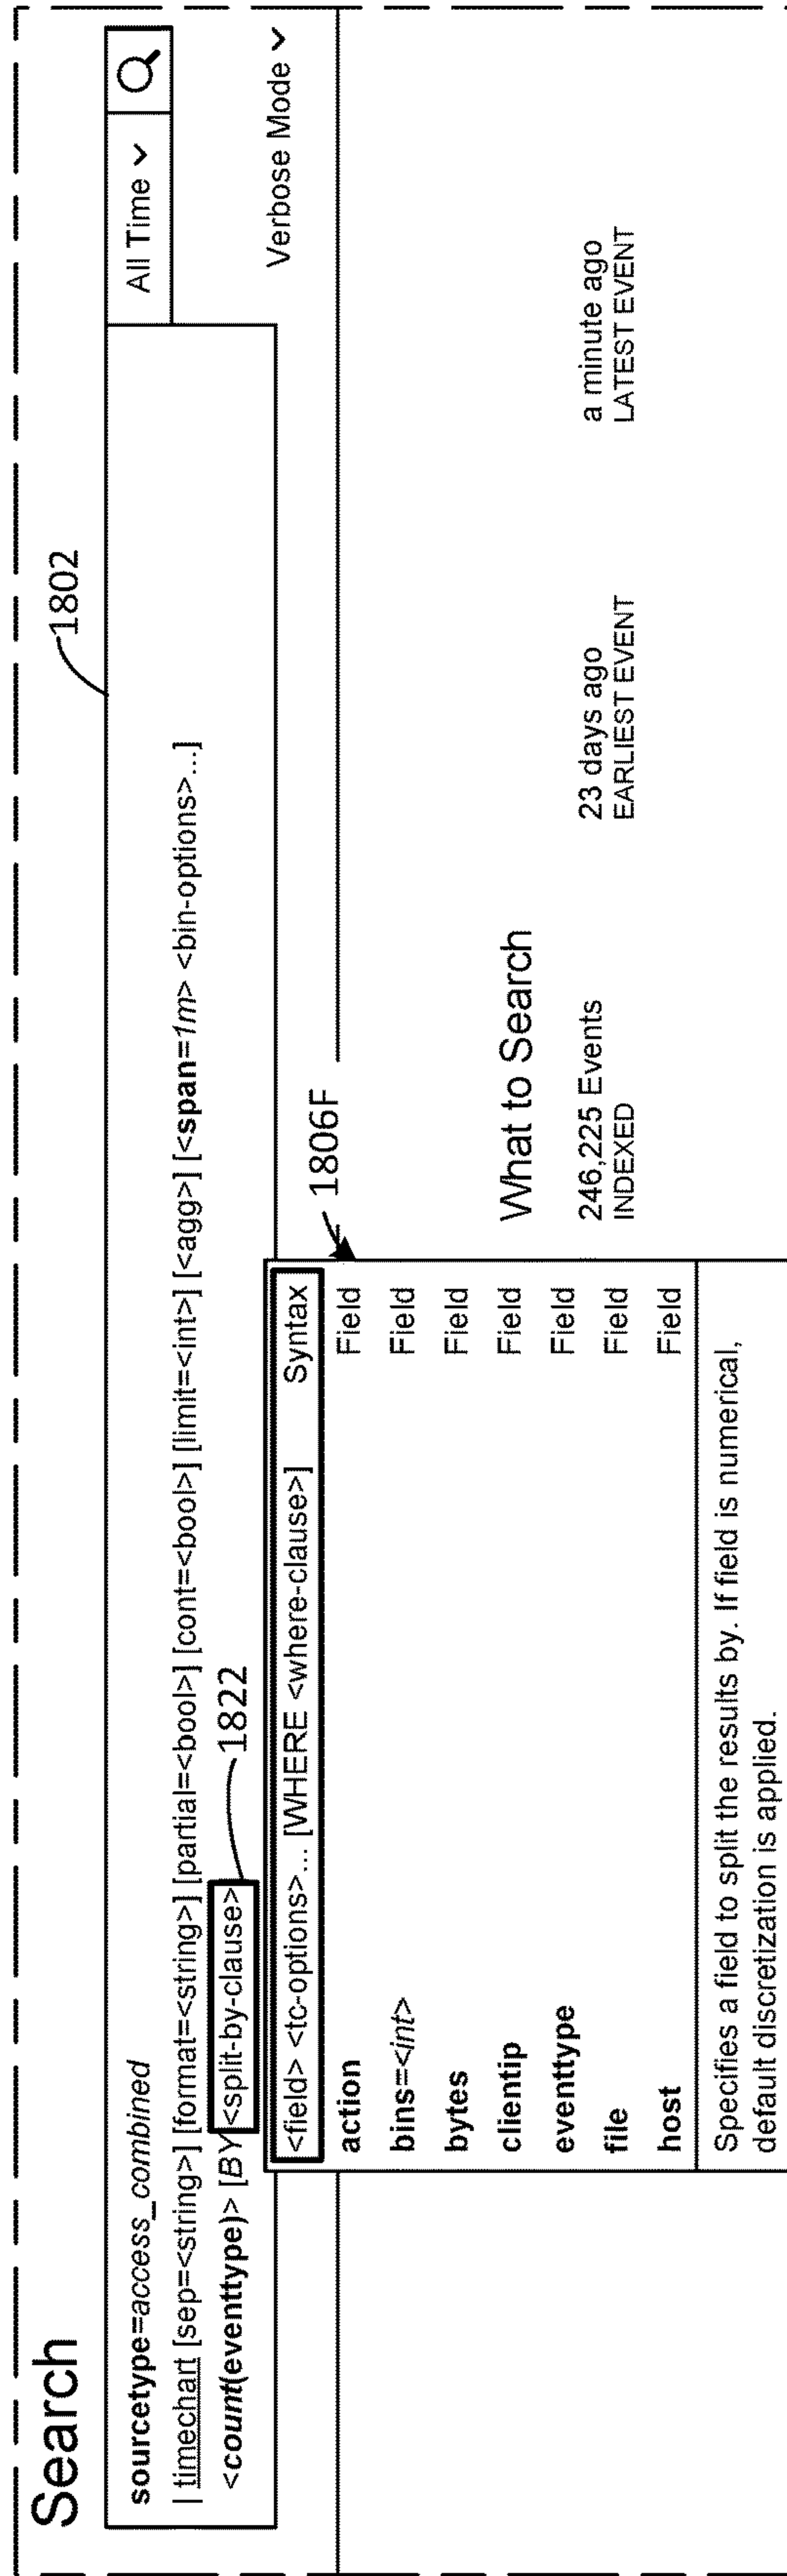 Search
1802
sourcetype=access_combined
All Time
| timechart [sep=<string>] [format=<string>] [partial=<bool>] [cont=<bool>] [limit=<int>] [<agg>] [<span=1m> <bin-options>...]
<count(eventtype)> [BY <split-by-clause>
1822
Verbose Mode
1806F
<field> <tc-options>... [WHERE <where-clause>] Syntax
action Field
bins=<int> Field
bytes Field
clientip Field
eventtype Field
file Field
host Field
Specifies a field to split the results by. If field is numerical,
default discretization is applied.
What to Search
246,225 Events
INDEXED
23 days ago
EARLIEST EVENT
a minute ago
LATEST EVENT